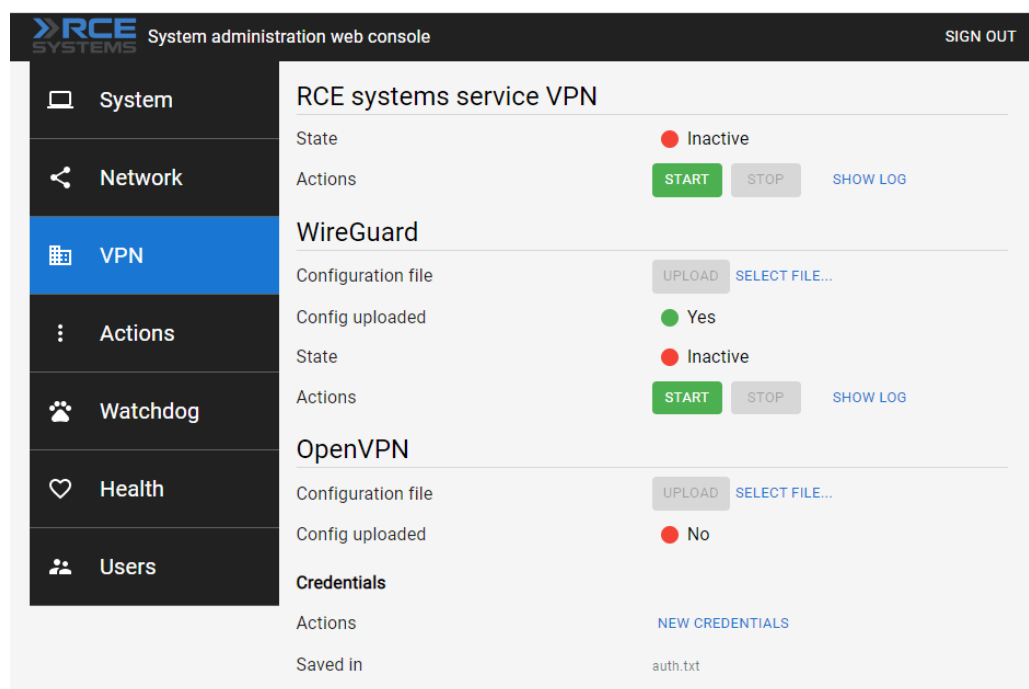 RCE SYSTEMS System administration web console SIGN OUT
System
Network
VPN
Actions
Watchdog
Health
Users
RCE systems service VPN
State Inactive
Actions START STOP SHOW LOG
WireGuard
Configuration file UPLOAD SELECT FILE...
Config uploaded Yes
State Inactive
Actions START STOP SHOW LOG
OpenVPN
Configuration file UPLOAD SELECT FILE...
Config uploaded No
Credentials
Actions NEW CREDENTIALS
Saved in auth.txt